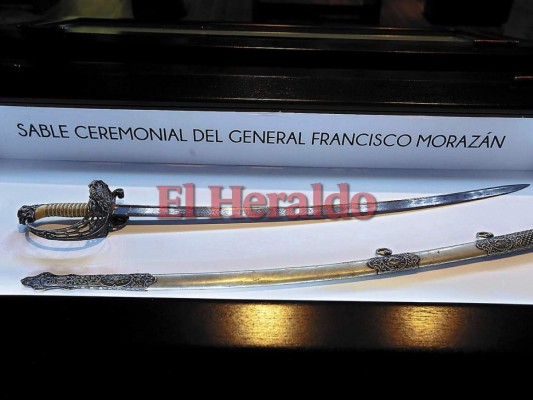 SABLE CEREMONIAL DEL GENERAL FRANCISCO MORAZÁN
El Heraldo